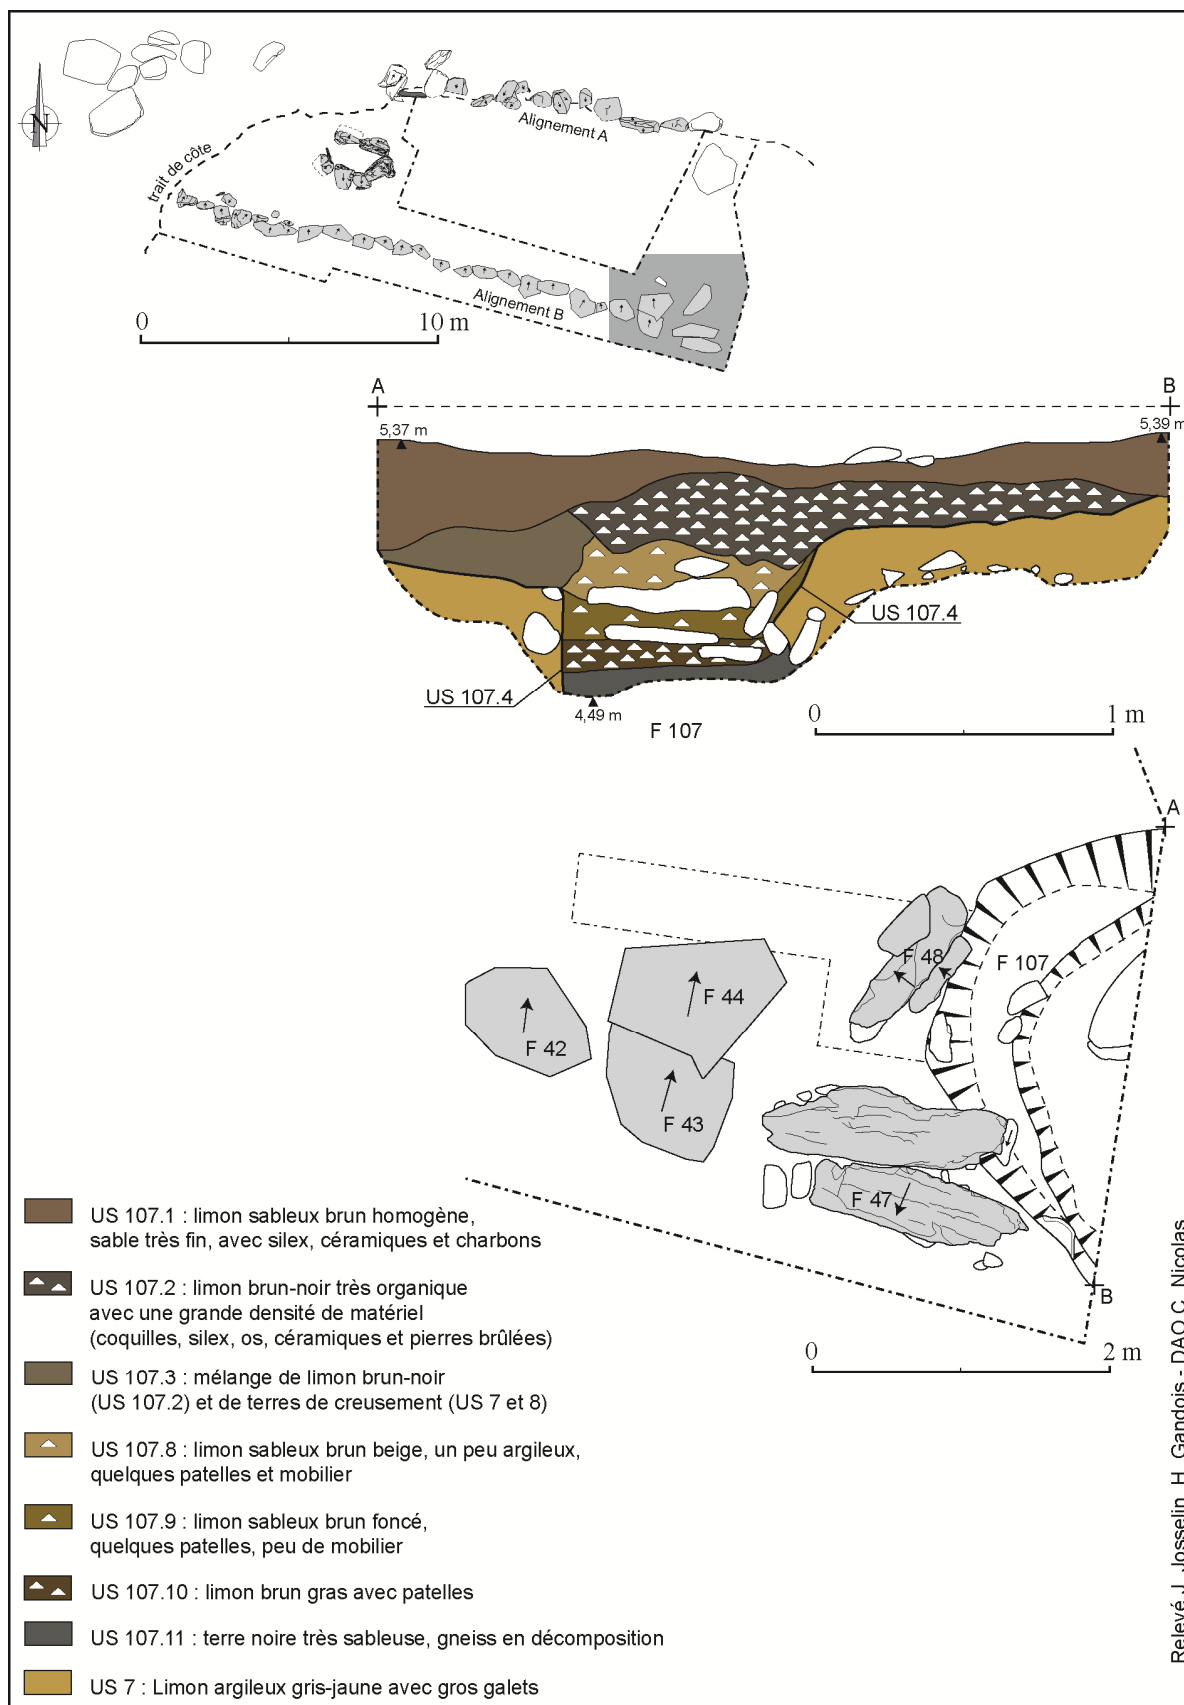 N
trait de côte
Alignement A
Alignement B
0 10 m
A B
5,37 m 5,39 m
US 107.4
US 107.4
4,49 m
F 107
0 1 m
A
F 48
F 107
F 44
F 42
F 43
F 47
B
0 2 m
US 107.1 : limon sableux brun homogène,
sable très fin, avec silex, céramiques et charbons
US 107.2 : limon brun-noir très organique
avec une grande densité de matériel
(coquilles, silex, os, céramiques et pierres brûlées)
US 107.3 : mélange de limon brun-noir
(US 107.2) et de terres de creusement (US 7 et 8)
US 107.8 : limon sableux brun beige, un peu argileux,
quelques patelles et mobilier
US 107.9 : limon sableux brun foncé,
quelques patelles, peu de mobilier
US 107.10 : limon brun gras avec patelles
US 107.11 : terre noire très sableuse, gneiss en décomposition
US 7 : Limon argileux gris-jaune avec gros galets
Relevé J. Josselin, H. Gandois - DAO C. Nicolas